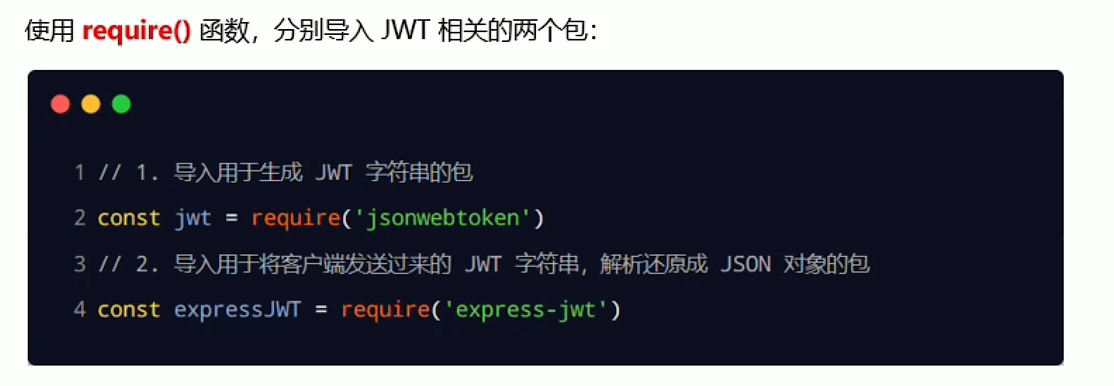 使用 require() 函数，分别导入 JWT 相关的两个包：
1 // 1. 导入用于生成 JWT 字符串的包
2 const jwt = require('jsonwebtoken')
3 // 2. 导入用于将客户端发送过来的 JWT 字符串，解析还原成 JSON 对象的包
4 const expressJWT = require('express-jwt')